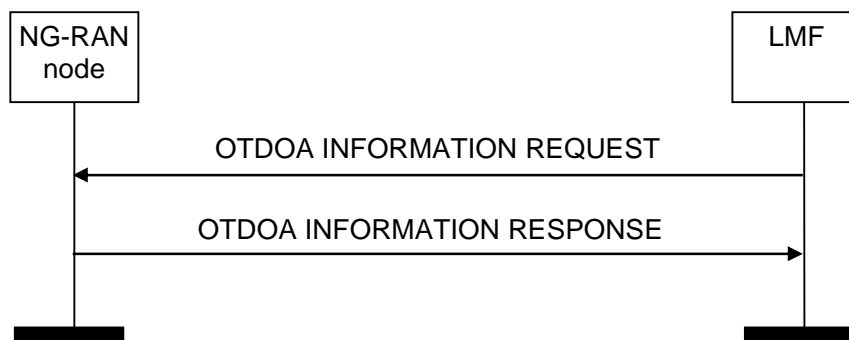 NG-RAN
node
LMF
OTDOA INFORMATION REQUEST
OTDOA INFORMATION RESPONSE